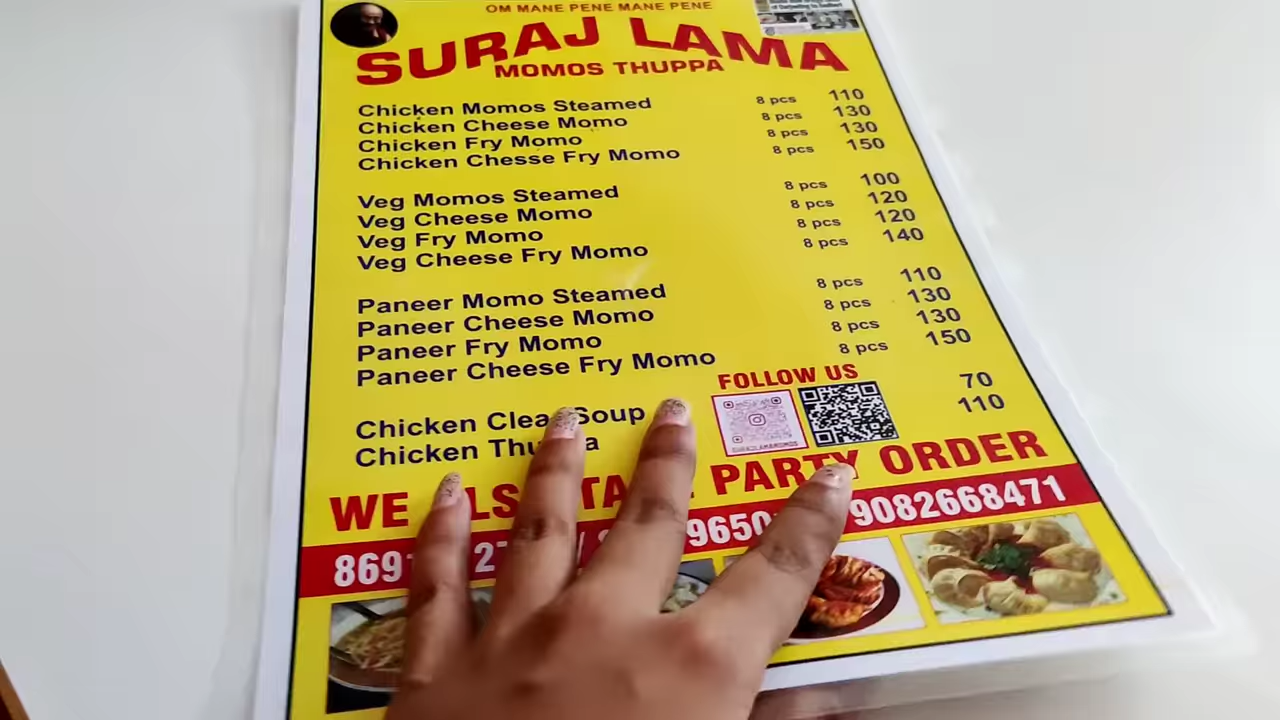 OM MANE PENE MANE PENE
SURAJ LAMA
MOMOS THUPPA
Chicken Momos Steamed 8 pcs 110
Chicken Cheese Momo 8 pcs 130
Chicken Fry Momo 8 pcs 130
Chicken Chesse Fry Momo 8 pcs 150
Veg Momos Steamed 8 pcs 100
Veg Cheese Momo 8 pcs 120
Veg Fry Momo 8 pcs 120
Veg Cheese Fry Momo 8 pcs 140
Paneer Momo Steamed 8 pcs 110
Paneer Cheese Momo 8 pcs 130
Paneer Fry Momo 8 pcs 130
Paneer Cheese Fry Momo 8 pcs 150
FOLLOW US
Chicken Soup 70
Chicken 110
WE PARTY ORDER
9082668471